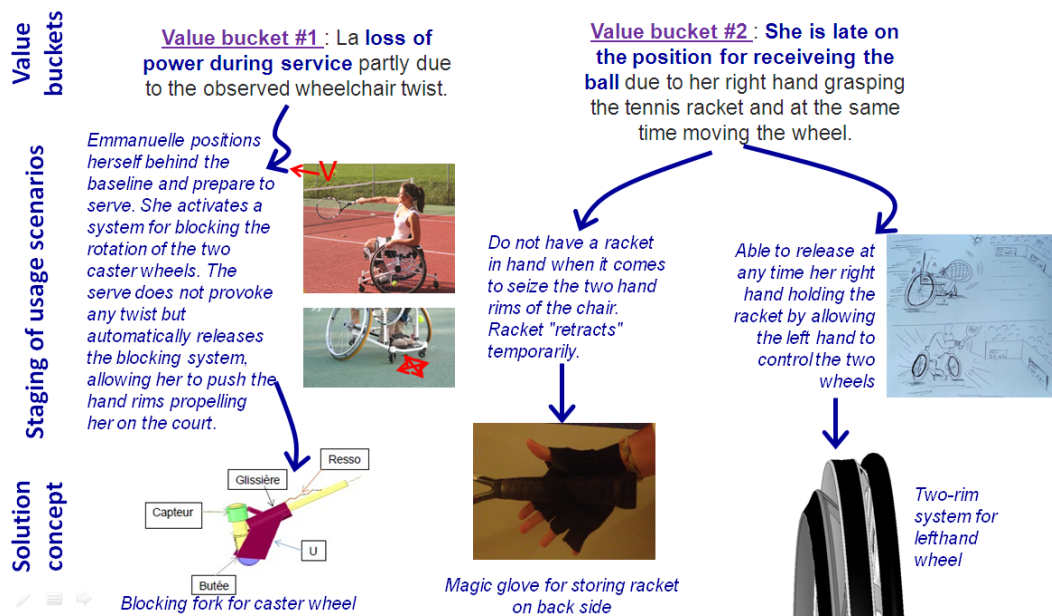 Value
buckets
Value bucket #1 : La loss of
power during service partly due
to the observed wheelchair twist.
Value bucket #2 : She is late on
the position for receiveing the
ball due to her right hand grasping
the tennis racket and at the same
time moving the wheel.
Staging of usage scenarios
Emmanuelle positions
herself behind the
baseline and prepare to
serve. She activates a
system for blocking the
rotation of the two
caster wheels. The
serve does not provoke
any twist but
automatically releases
the blocking system,
allowing her to push the
hand rims propelling
her on the court.
V
Do not have a racket
in hand when it comes
to seize the two hand
rims of the chair.
Racket "retracts"
temporarily.
Able to release at
any time her right
hand holding the
racket by allowing
the left hand to
control the two
wheels
Solution
concept
Resso
Glissière
Capteur
U
Butée
Blocking fork for caster wheel
Magic glove for storing racket
on back side
Two-rim
system for
lefthand
wheel